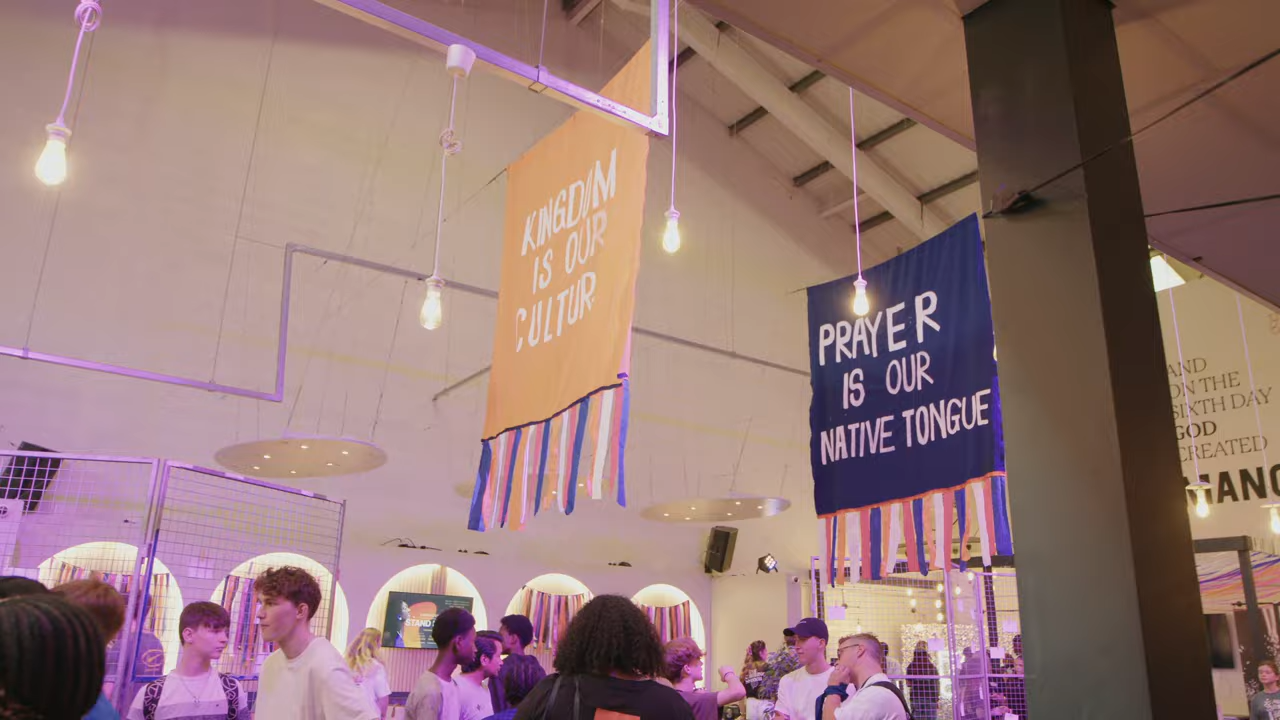 KINGDOM
IS OUR
CULTUR
PRAYER
IS OUR
NATIVE TONGUE
AND
ON THE
SIXTH DAY
GOD
CREATED
STAND